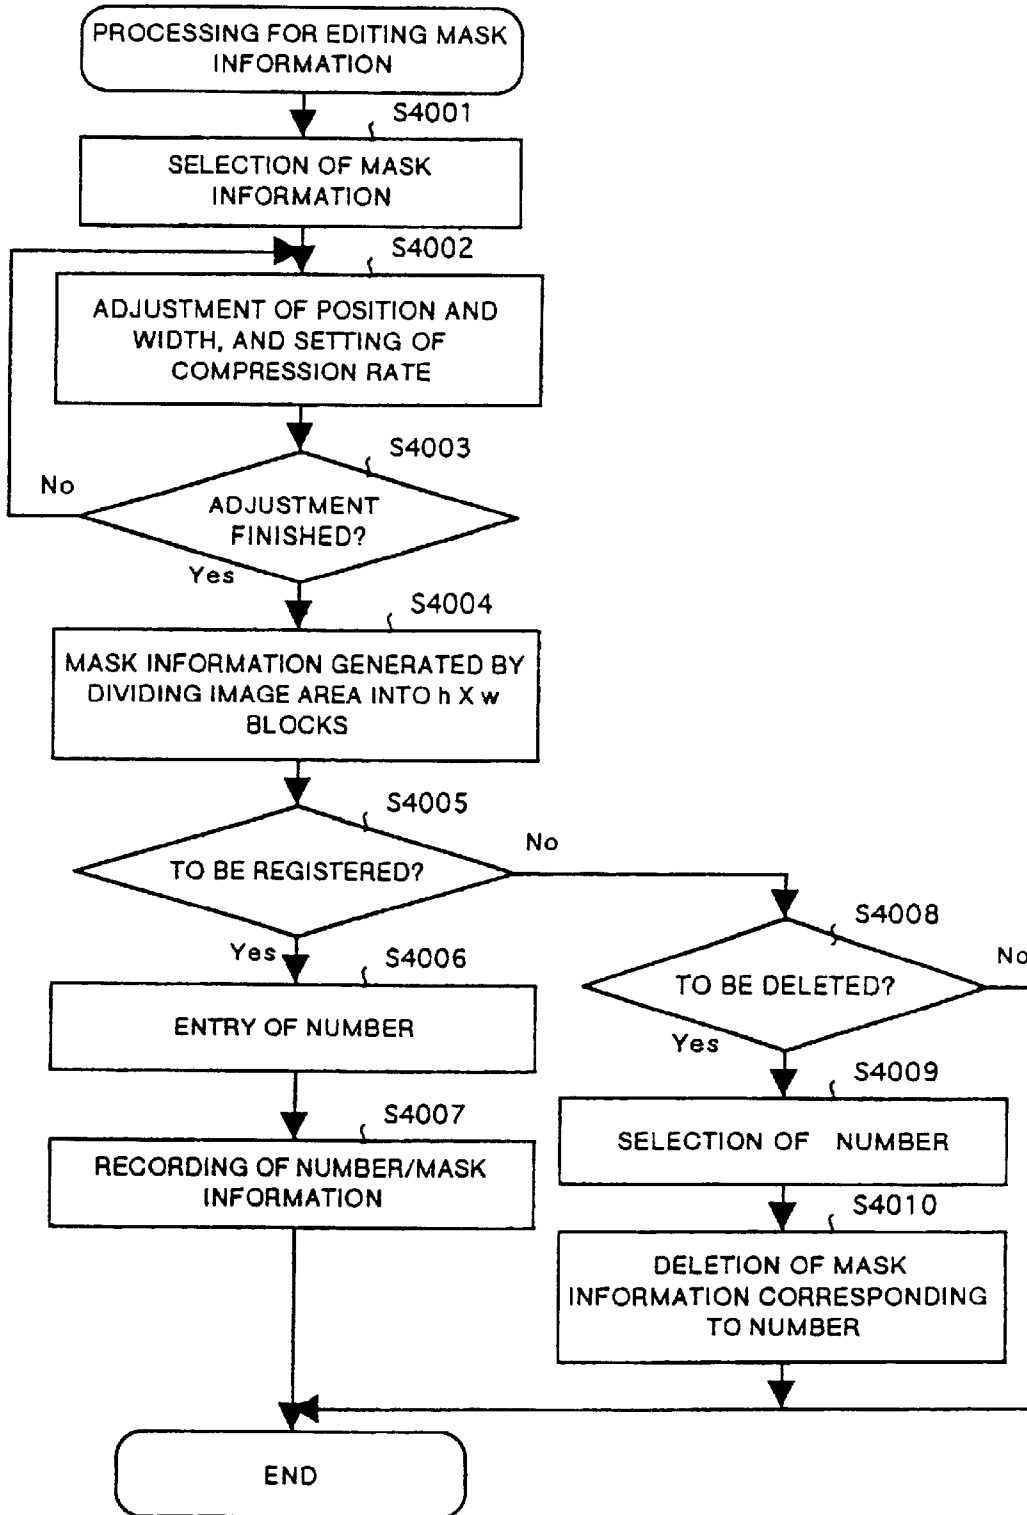 PROCESSING FOR EDITING MASK
INFORMATION
S4001
SELECTION OF MASK
INFORMATION
S4002
ADJUSTMENT OF POSITION AND
WIDTH, AND SETTING OF
COMPRESSION RATE
S4003
No
ADJUSTMENT
FINISHED?
Yes
S4004
MASK INFORMATION GENERATED BY
DIVIDING IMAGE AREA INTO h X w
BLOCKS
S4005
No
TO BE REGISTERED?
Yes
S4006
ENTRY OF NUMBER
S4007
RECORDING OF NUMBER/MASK
INFORMATION
S4008
No
TO BE DELETED?
Yes
S4009
SELECTION OF NUMBER
S4010
DELETION OF MASK
INFORMATION CORRESPONDING
TO NUMBER
END